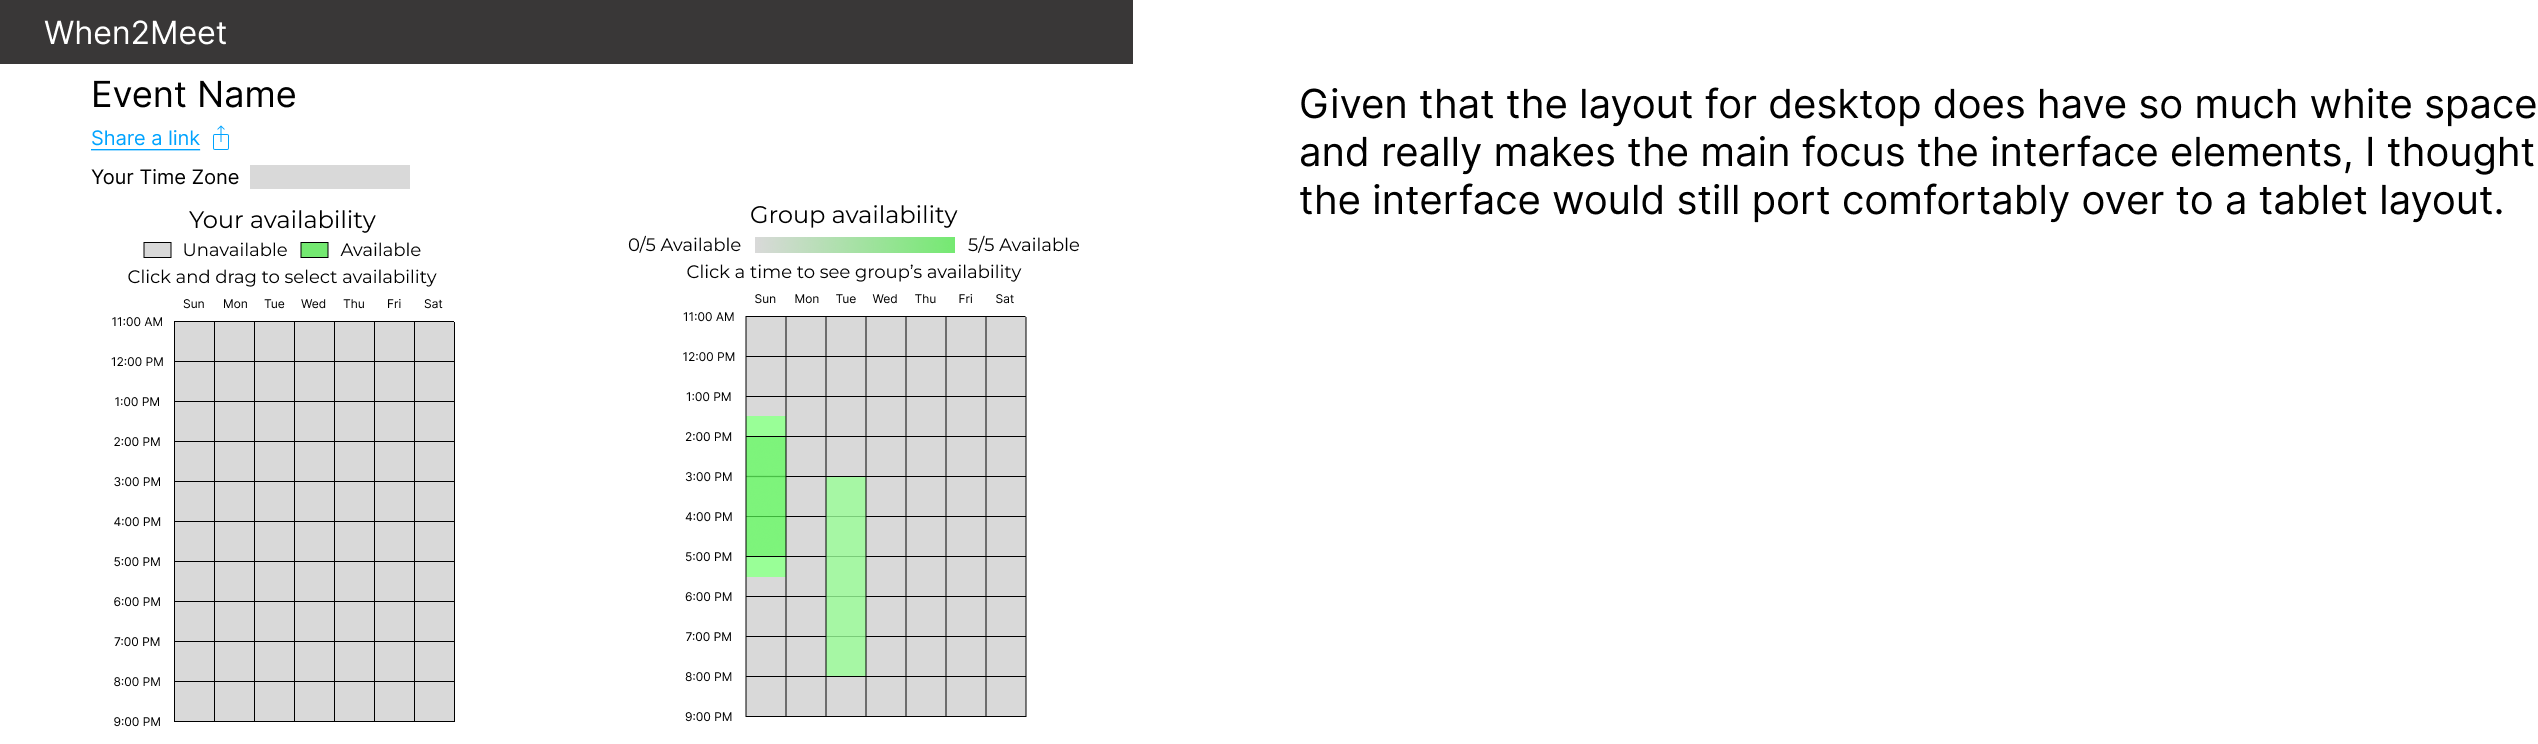 When2Meet
Event Name
Share a link
Your Time Zone
Your availability
Unavailable Available
Click and drag to select availability
Sun Mon Tue Wed Thu Fri Sat
11:00 AM
12:00 PM
1:00 PM
2:00 PM
3:00 PM
4:00 PM
5:00 PM
6:00 PM
7:00 PM
8:00 PM
9:00 PM
Group availability
0/5 Available 5/5 Available
Click a time to see group’s availability
Sun Mon Tue Wed Thu Fri Sat
11:00 AM
12:00 PM
1:00 PM
2:00 PM
3:00 PM
4:00 PM
5:00 PM
6:00 PM
7:00 PM
8:00 PM
9:00 PM
Given that the layout for desktop does have so much white space
and really makes the main focus the interface elements, I thought
the interface would still port comfortably over to a tablet layout.